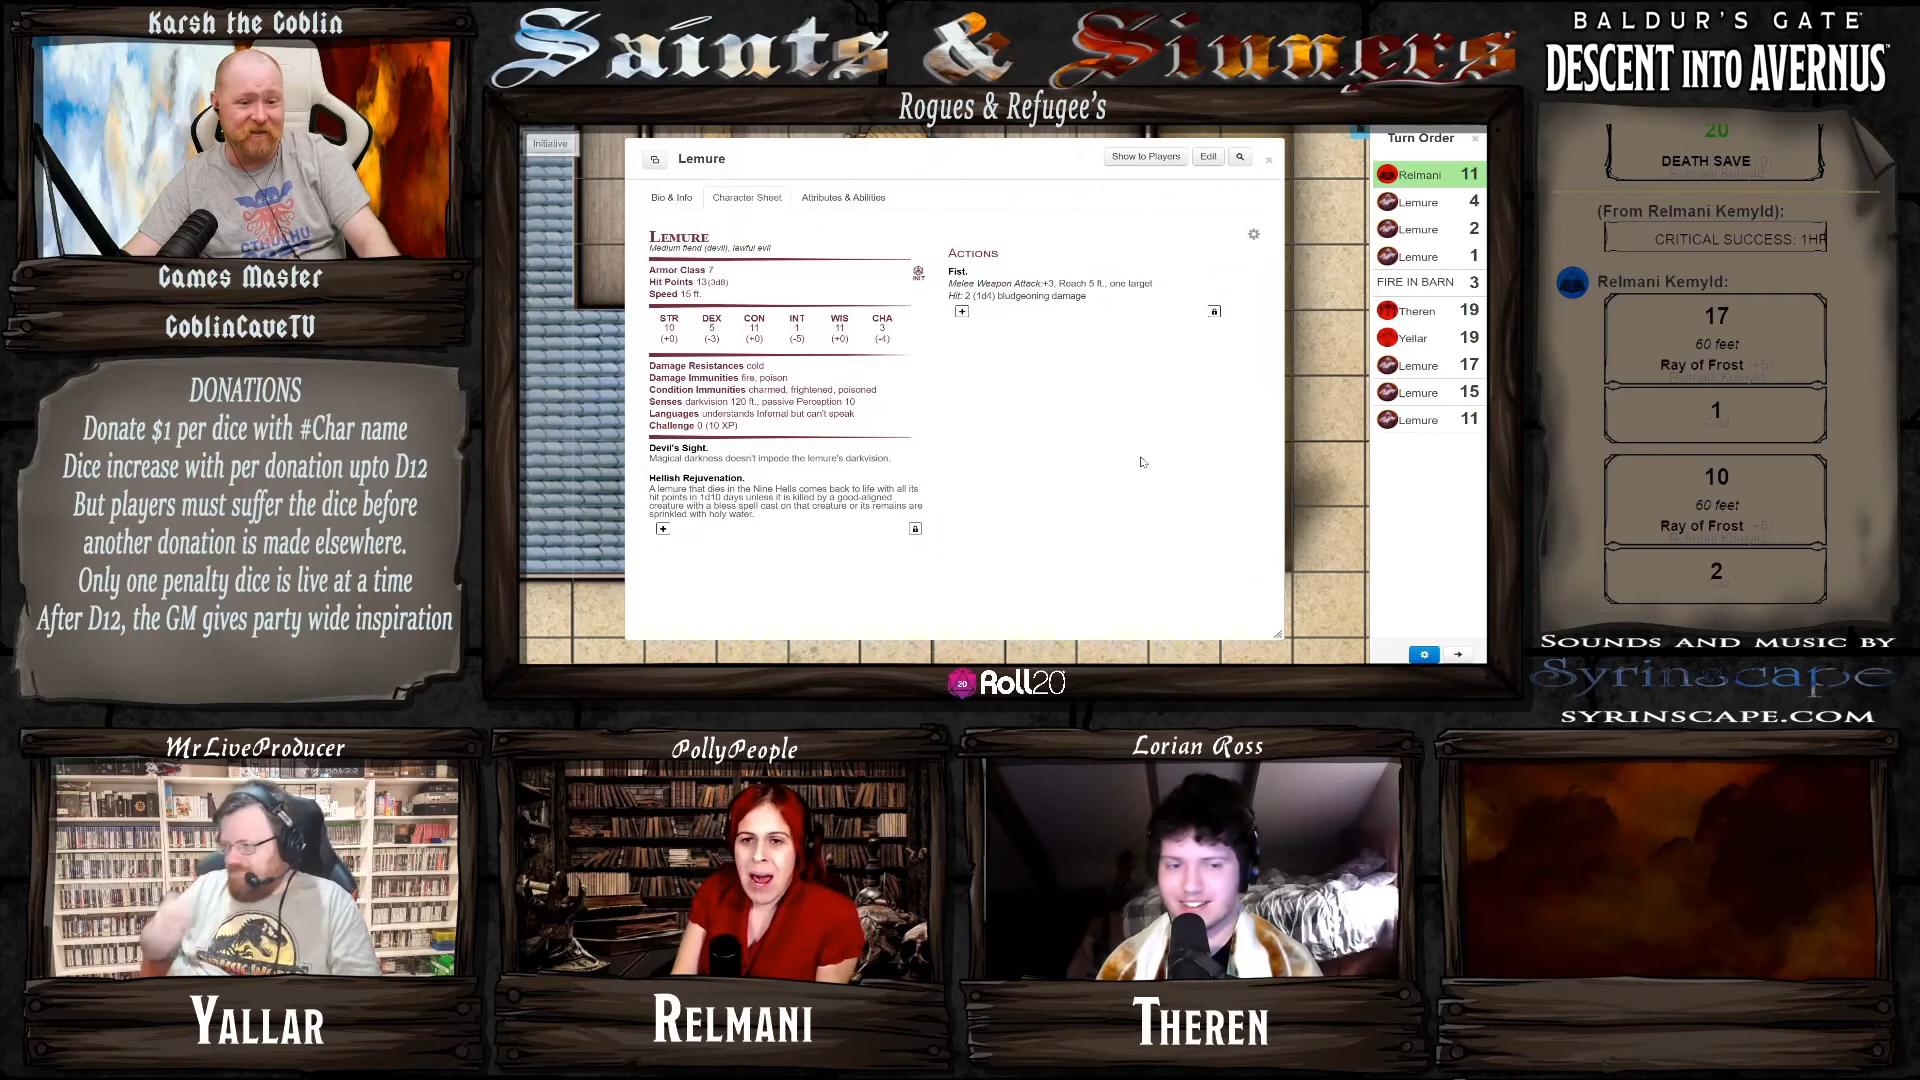 Karsh the Goblin
Games Master
GoblinCaveTV
DONATIONS
Donate $1 per dice with #Char name
Dice increase with per donation upto D12
But players must suffer the dice before
another donation is made elsewhere.
Only one penalty dice is live at a time
After D12, the GM gives party wide inspiration
Saints & Sinners
Rogues & Refugee's
Initiative
Lemure
Show to Players
Edit
Bio & Info
Character Sheet
Attributes & Abilities
LEMURE
Medium fiend (devil), lawful evil
Armor Class 7
Hit Points 13 (3d8)
Speed 15 ft.
INIT
STR DEX CON INT WIS CHA
10 5 11 1 11 3
(+0) (-3) (+0) (-5) (+0) (-4)
Damage Resistances cold
Damage Immunities fire, poison
Condition Immunities charmed, frightened, poisoned
Senses darkvision 120 ft., passive Perception 10
Languages understands Infernal but can't speak
Challenge 0 (10 XP)
Devil's Sight.
Magical darkness doesn't impede the lemure's darkvision.
Hellish Rejuvenation.
A lemure that dies in the Nine Hells comes back to life with all its
hit points in 1d10 days unless it is killed by a good-aligned
creature with a bless spell cast on that creature or its remains are
sprinkled with holy water.
ACTIONS
Fist.
Melee Weapon Attack:+3, Reach 5 ft., one target
Hit: 2 (1d4) bludgeoning damage
Turn Order
Relmani 11
Lemure 4
Lemure 2
Lemure 1
FIRE IN BARN 3
Theren 19
Yellar 19
Lemure 17
Lemure 15
Lemure 11
20 Roll20
BALDUR'S GATE
DESCENT INTO AVERNUS™
20
DEATH SAVE
(From Relmani Kemyld):
CRITICAL SUCCESS: 1HP
Relmani Kemyld:
17
60 feet
Ray of Frost (+5)
Relmani Kemyld
1
Cold
10
60 feet
Ray of Frost (+5)
Relmani Kemyld
2
Cold
SOUNDS AND MUSIC BY
Syrinscape
SYRINSCAPE.COM
MrLiveProducer
YALLAR
PollyPeople
RELMANI
Lorian Ross
THEREN